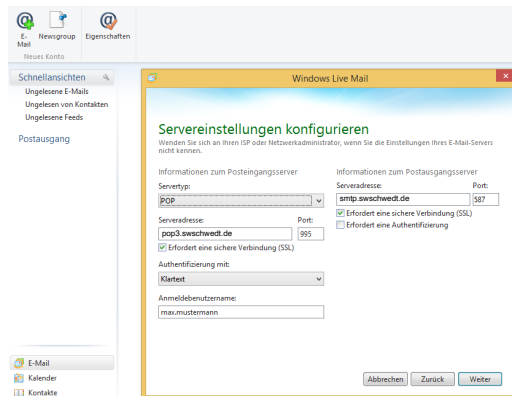 E-
Mail
Newsgroup
Eigenschaften
Neues Konto
Schnellansichten
Ungelesene E-Mails
Ungelesen von Kontakten
Ungelesene Feeds
Postausgang
E-Mail
Kalender
Kontakte
Windows Live Mail
Servereinstellungen konfigurieren
Wenden Sie sich an Ihren ISP oder Netzwerkadministrator, wenn Sie die Einstellungen Ihres E-Mail-Servers
nicht kennen.
Informationen zum Posteingangsserver
Servertyp:
POP
Serveradresse: Port:
pop3.swschwedt.de 995
Erfordert eine sichere Verbindung (SSL)
Authentifizierung mit:
Klartext
Anmeldebenutzername:
max.mustermann
Informationen zum Postausgangsserver
Serveradresse: Port:
smtp.swschwedt.de 587
Erfordert eine sichere Verbindung (SSL)
Erfordert eine Authentifizierung
Abbrechen Zurück Weiter